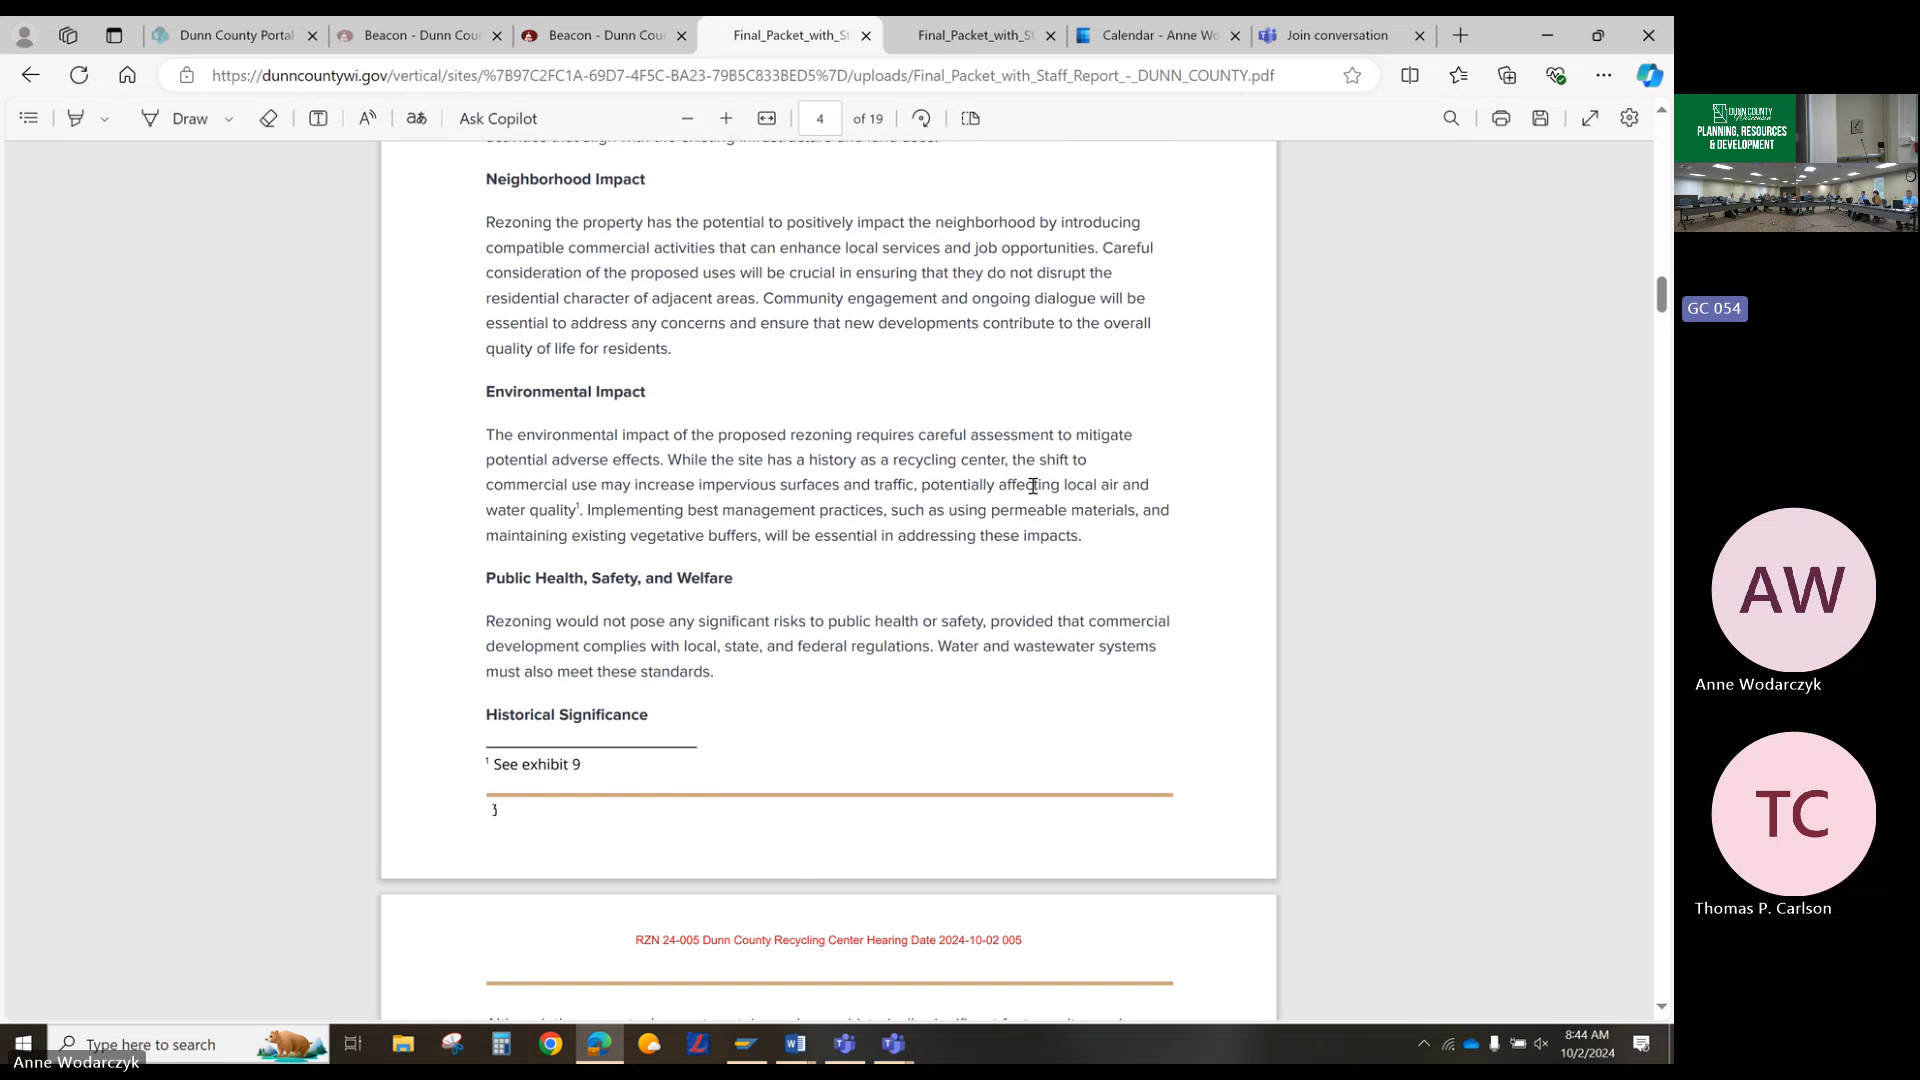 Dunn County Portal
Beacon - Dunn Cou
Beacon - Dunn Cou
Final_Packet_with_St
Final_Packet_with_St
Calendar - Anne Wo
Join conversation
https://dunncountywi.gov/vertical/sites/%7B97C2FC1A-69D7-4F5C-BA23-79B5C833BED5%7D/uploads/Final_Packet_with_Staff_Report_-_DUNN_COUNTY.pdf
Draw
Ask Copilot
4 of 19
Neighborhood Impact
Rezoning the property has the potential to positively impact the neighborhood by introducing
compatible commercial activities that can enhance local services and job opportunities. Careful
consideration of the proposed uses will be crucial in ensuring that they do not disrupt the
residential character of adjacent areas. Community engagement and ongoing dialogue will be
essential to address any concerns and ensure that new developments contribute to the overall
quality of life for residents.
Environmental Impact
The environmental impact of the proposed rezoning requires careful assessment to mitigate
potential adverse effects. While the site has a history as a recycling center, the shift to
commercial use may increase impervious surfaces and traffic, potentially affecting local air and
water quality¹. Implementing best management practices, such as using permeable materials, and
maintaining existing vegetative buffers, will be essential in addressing these impacts.
Public Health, Safety, and Welfare
Rezoning would not pose any significant risks to public health or safety, provided that commercial
development complies with local, state, and federal regulations. Water and wastewater systems
must also meet these standards.
Historical Significance
¹ See exhibit 9
3
RZN 24-005 Dunn County Recycling Center Hearing Date 2024-10-02 005
DUNN COUNTY
Wisconsin
PLANNING, RESOURCES
& DEVELOPMENT
GC 054
AW
Anne Wodarczyk
TC
Thomas P. Carlson
Type here to search
8:44 AM
10/2/2024
Anne Wodarczyk